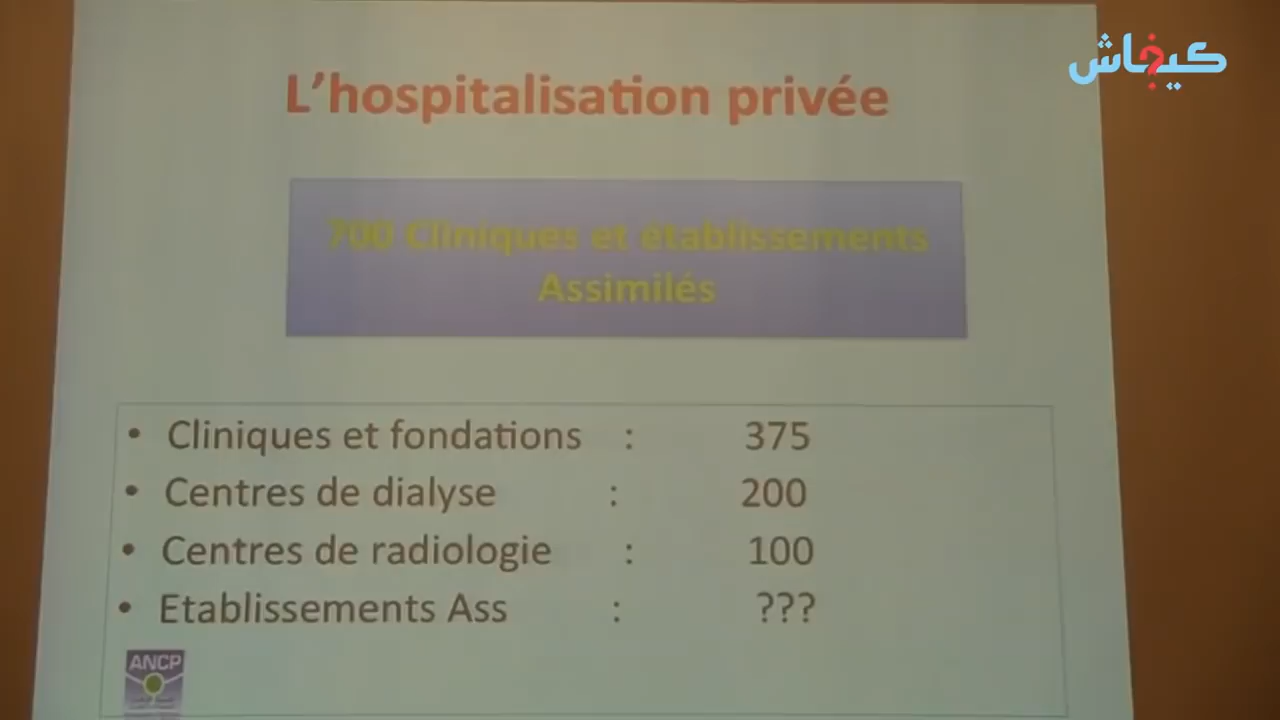 كيفاش
L'hospitalisation privée
700 Cliniques et établissements
Assimilés
• Cliniques et fondations : 375
• Centres de dialyse : 200
• Centres de radiologie : 100
• Etablissements Ass : ???
ANCP